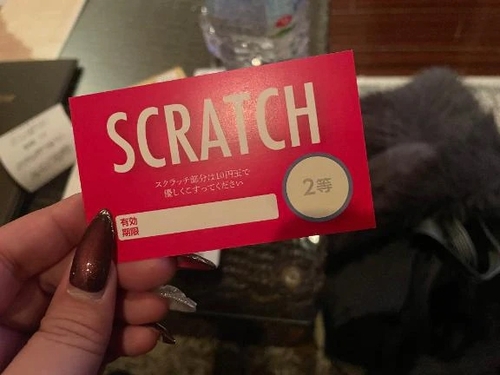 SCRATCH
スクラッチ部分は10円玉で
優しくこすってください
2等
有効
期限